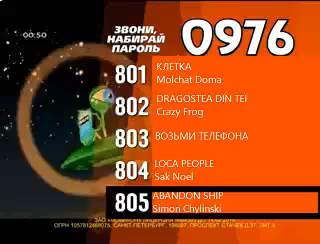 00:50
ЗВОНИ,
НАБИРАЙ
ПАРОЛЬ
0976
801 КЛЕТКА
Molchat Doma
802 DRAGOSTEA DIN TEI
Crazy Frog
803 ВОЗЬМИ ТЕЛЕФОНА
804 LOCA PEOPLE
Sak Noel
805 ABANDON SHIP
Simon Chylinski